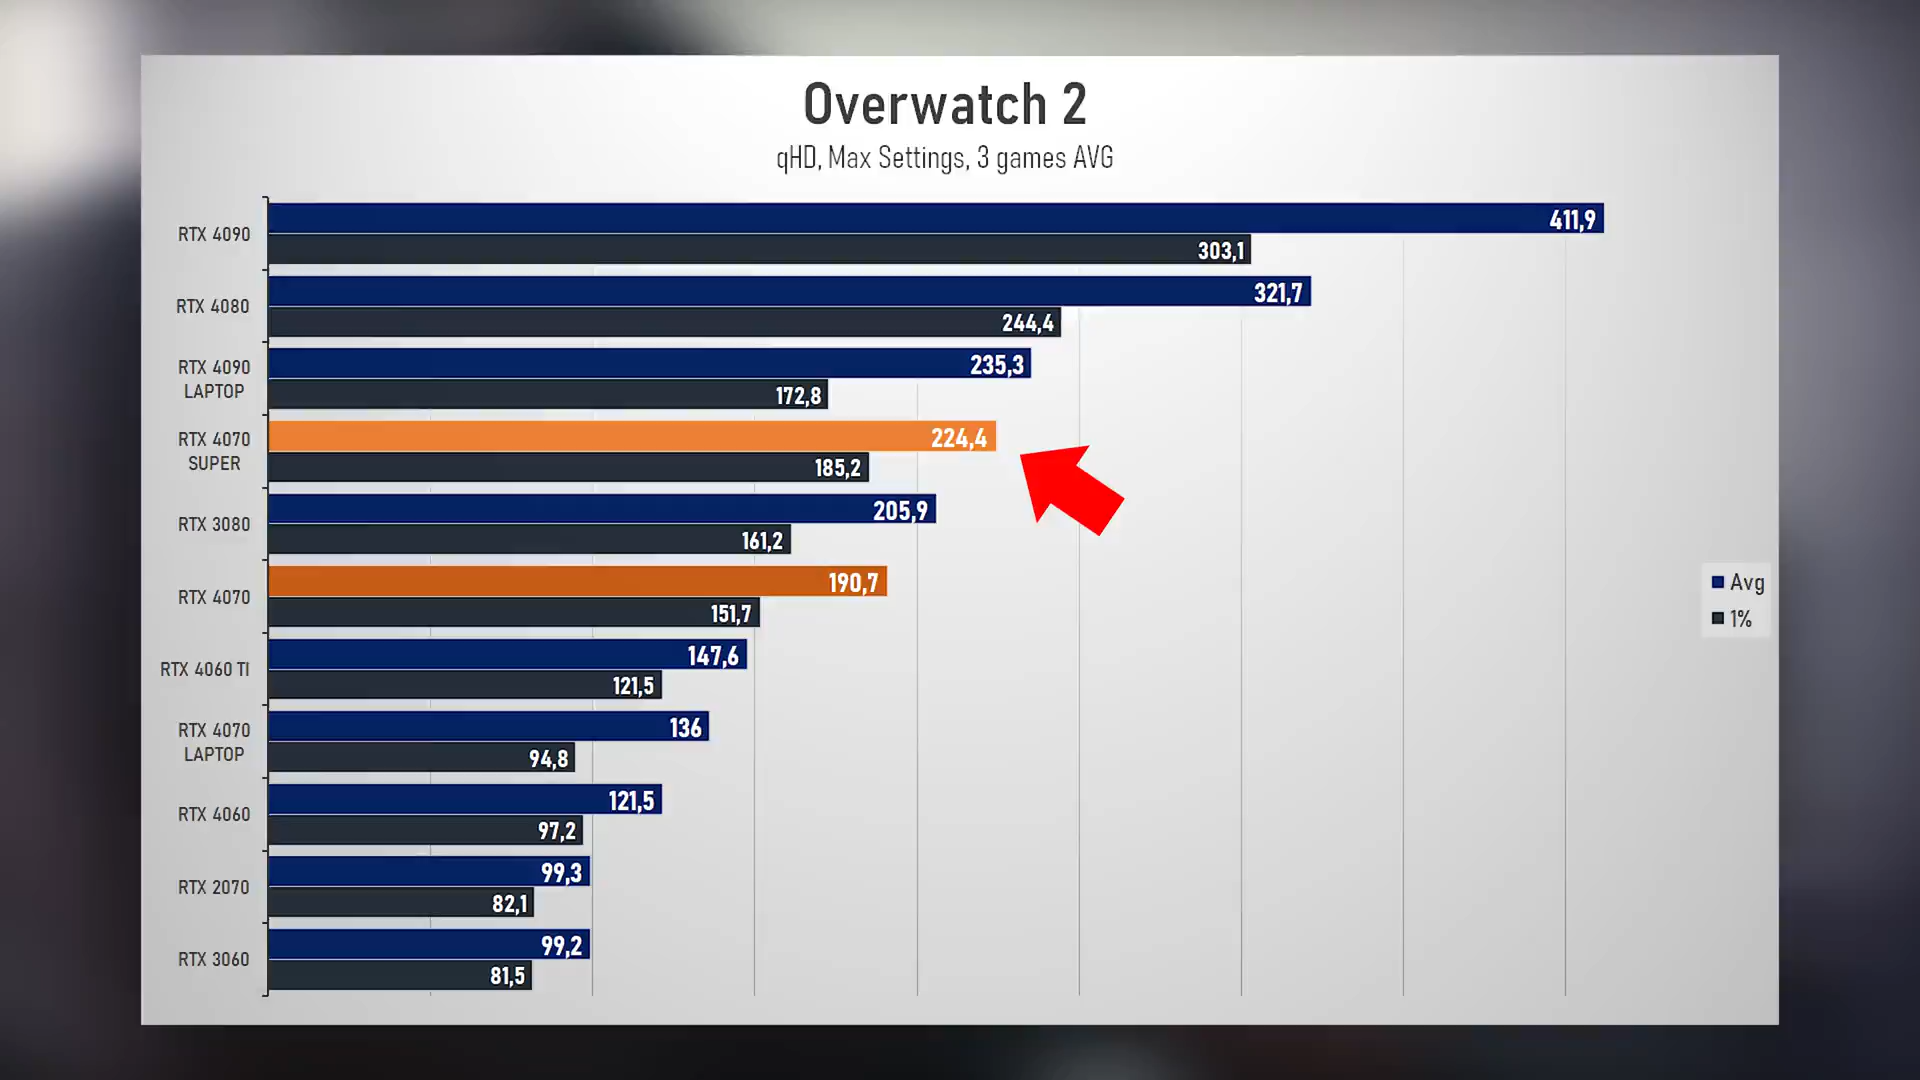 Overwatch 2
qHD, Max Settings, 3 games AVG
RTX 4090
411,9
303,1
RTX 4080
321,7
244,4
RTX 4090
LAPTOP
235,3
172,8
RTX 4070
SUPER
224,4
185,2
RTX 3080
205,9
161,2
RTX 4070
190,7
151,7
RTX 4060 TI
147,6
121,5
RTX 4070
LAPTOP
136
94,8
RTX 4060
121,5
97,2
RTX 2070
99,3
82,1
RTX 3060
99,2
81,5
Avg
1%